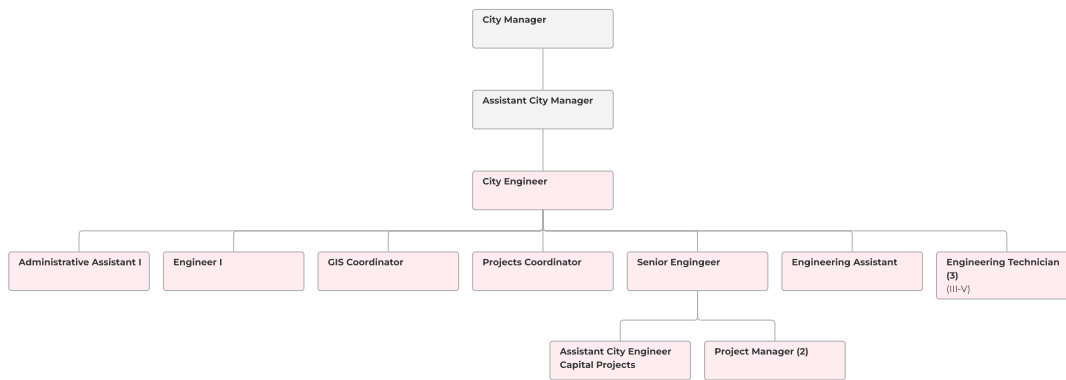 City Manager
Assistant City Manager
City Engineer
Administrative Assistant I
Engineer I
GIS Coordinator
Projects Coordinator
Senior Engingeer
Engineering Assistant
Engineering Technician
(3)
(III-V)
Assistant City Engineer
Capital Projects
Project Manager (2)